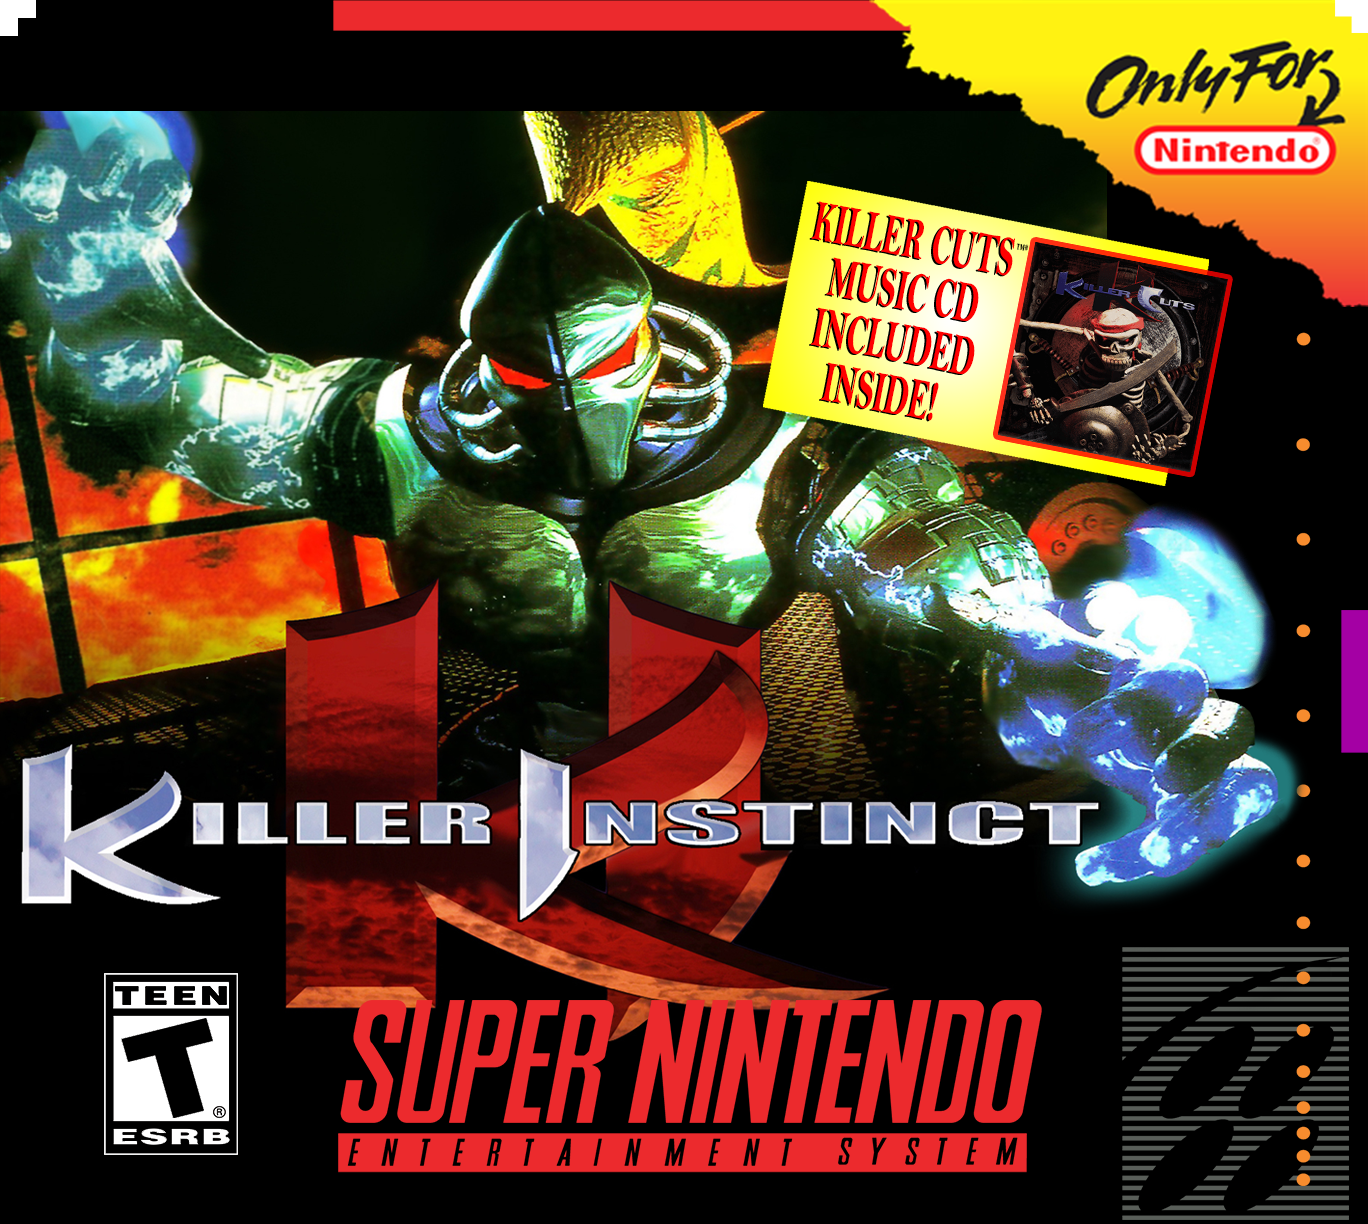 Only For
Nintendo®
KILLER CUTS™
MUSIC CD
INCLUDED
INSIDE!
KILLER CUTS
KILLER INSTINCT
TEEN
T
®
ESRB
SUPER NINTENDO
ENTERTAINMENT SYSTEM